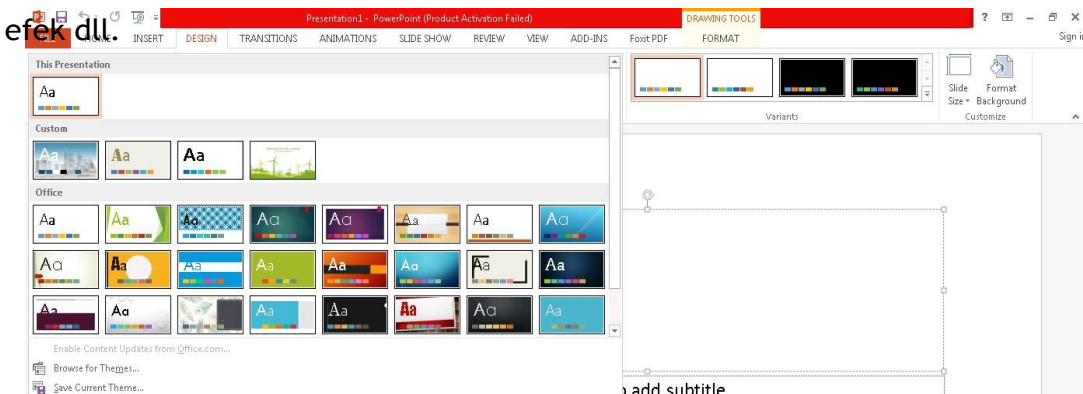 Presentation1 - PowerPoint (Product Activation Failed)
DRAWING TOOLS
efek dll.
INSERT DESIGN TRANSITIONS ANIMATIONS SLIDE SHOW REVIEW VIEW ADD-INS Foxit PDF FORMAT
Sign i
This Presentation
Aa
Custom
Aa Aa Aa
Office
Aa Aa Aa Aa Aa Aa Aa Aa
Aa Aa Aa Aa Aa Aa Aa Aa
Aa Aa Aa Aa Aa Aa Aa
Enable Content Updates from Office.com...
Browse for Themes...
Save Current Theme...
Variants
Slide Size
Format Background
Customize
add subtitle